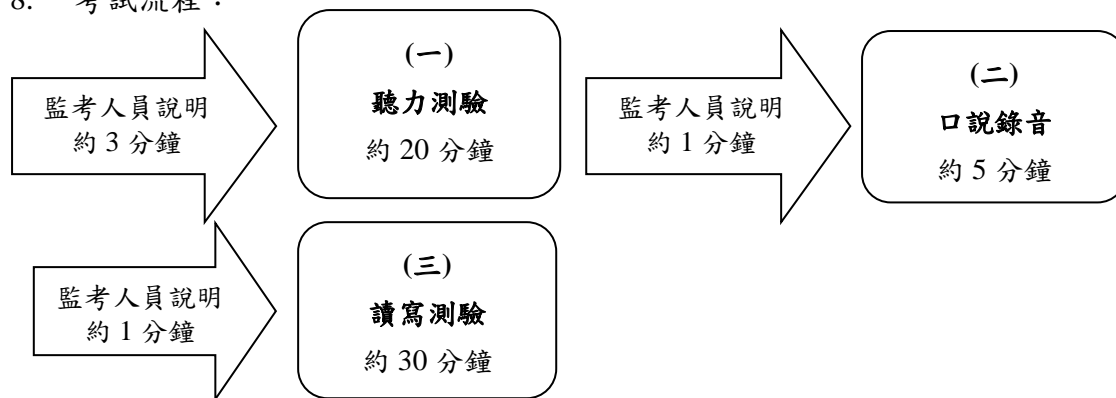 8. 考試流程：
監考人員說明
約 3 分鐘
(一)
聽力測驗
約 20 分鐘
監考人員說明
約 1 分鐘
(二)
口說錄音
約 5 分鐘
監考人員說明
約 1 分鐘
(三)
讀寫測驗
約 30 分鐘